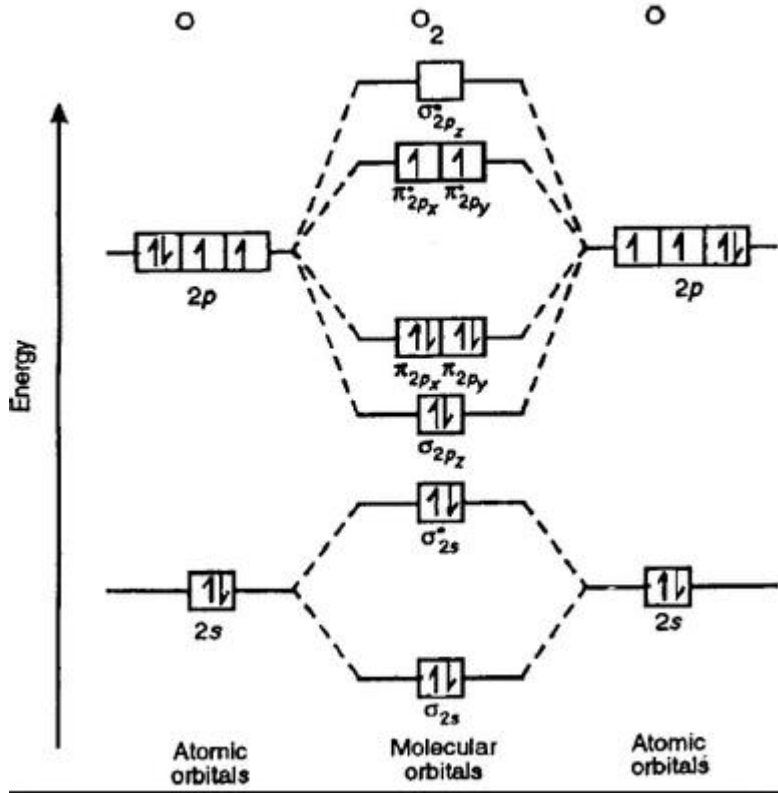 O O₂ O
σ*2pz
π*2px π*2py
2p 2p
π2px π2py
σ2pz
σ*2s
2s 2s
σ2s
Energy
Atomic orbitals Molecular orbitals Atomic orbitals